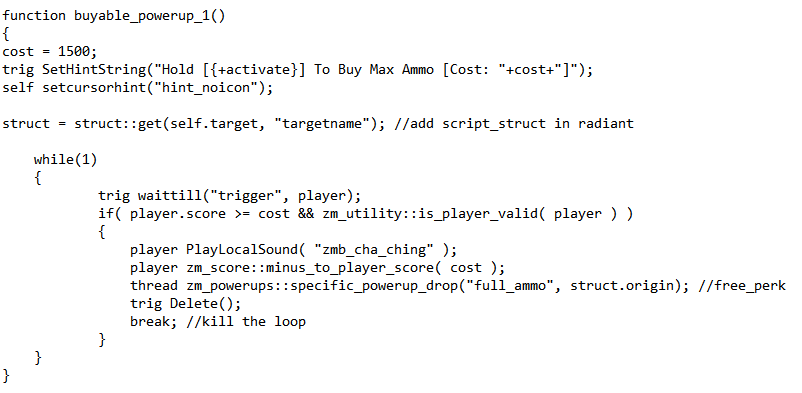 function buyable_powerup_1()
{
cost = 1500;
trig SetHintString("Hold [{+activate}] To Buy Max Ammo [Cost: "+cost+"]");
self setcursorhint("hint_noicon");

struct = struct::get(self.target, "targetname"); //add script_struct in radiant

    while(1)
    {
            trig waittill("trigger", player);
            if( player.score >= cost && zm_utility::is_player_valid( player ) )
            {
                player PlayLocalSound( "zmb_cha_ching" );
                player zm_score::minus_to_player_score( cost );
                thread zm_powerups::specific_powerup_drop("full_ammo", struct.origin); //free_perk
                trig Delete();
                break; //kill the loop
            }
    }
}